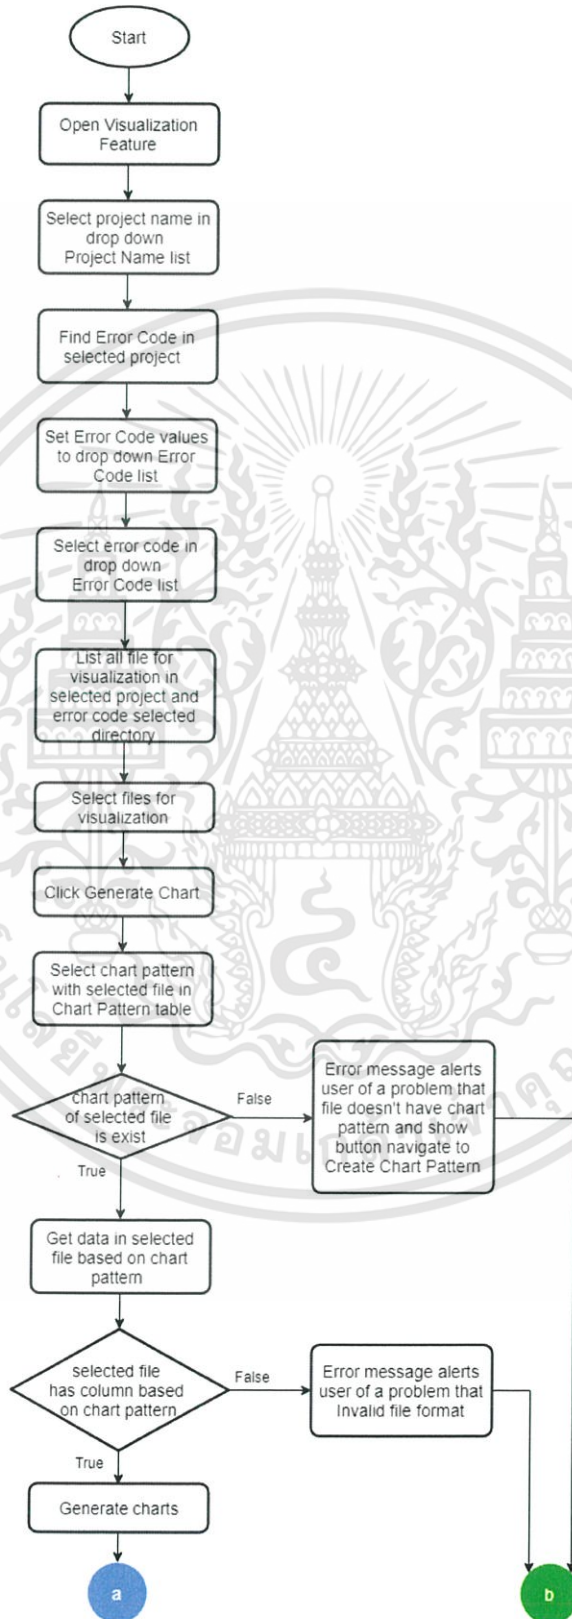 Start
Open Visualization
Feature
Select project name in
drop down
Project Name list
Find Error Code in
selected project
Set Error Code values
to drop down Error
Code list
Select error code in
drop down
Error Code list
List all file for
visualization in
selected project and
error code selected
directory
Select files for
visualization
Click Generate Chart
Select chart pattern
with selected file in
Chart Pattern table
chart pattern
of selected file
is exist
False
Error message alerts
user of a problem that
file doesn't have chart
pattern and show
button navigate to
Create Chart Pattern
True
Get data in selected
file based on chart
pattern
selected file
has column based
on chart pattern
False
Error message alerts
user of a problem that
Invalid file format
True
Generate charts
a
b